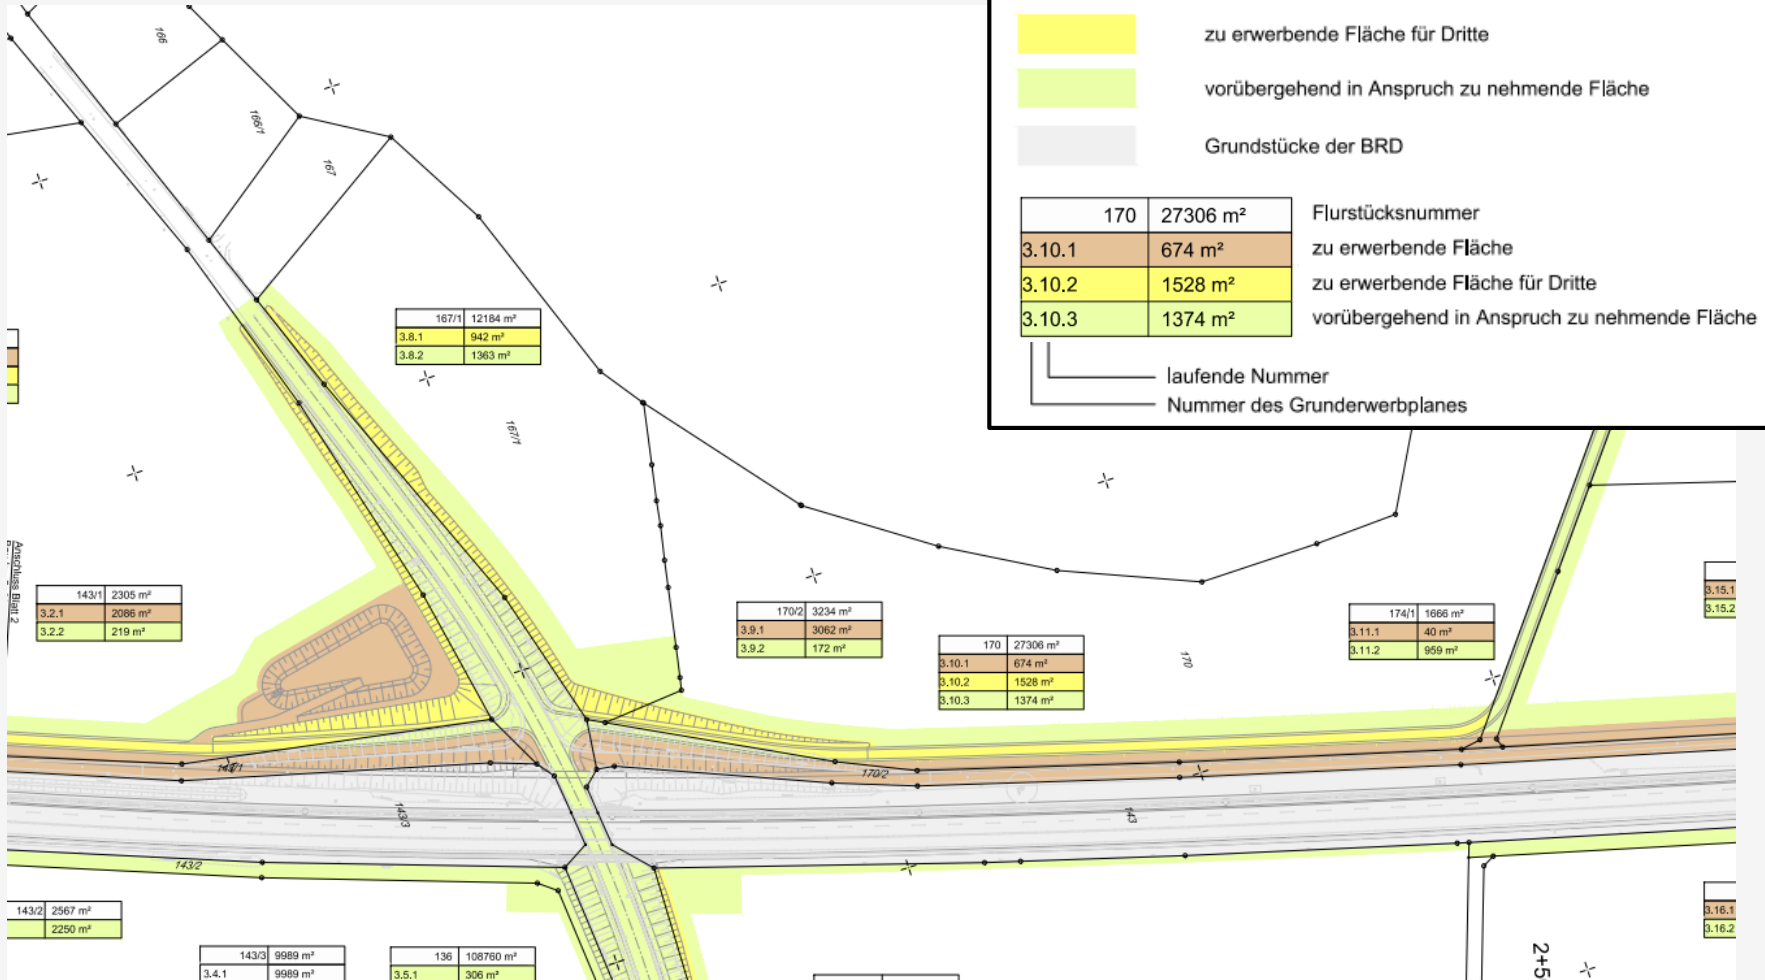 zu erwerbende Fläche für Dritte
vorübergehend in Anspruch zu nehmende Fläche
Grundstücke der BRD
170 27306 m² Flurstücksnummer
3.10.1 674 m² zu erwerbende Fläche
3.10.2 1528 m² zu erwerbende Fläche für Dritte
3.10.3 1374 m² vorübergehend in Anspruch zu nehmende Fläche
laufende Nummer
Nummer des Grunderwerbplanes
166
166/1
167
167/1 12184 m²
3.8.1 942 m²
3.8.2 1363 m²
167/1
Anschluss Blatt 2
143/1 2305 m²
3.2.1 2086 m²
3.2.2 219 m²
170/2 3234 m²
3.9.1 3062 m²
3.9.2 172 m²
170 27306 m²
3.10.1 674 m²
3.10.2 1528 m²
3.10.3 1374 m²
170
174/1 1666 m²
3.11.1 40 m²
3.11.2 959 m²
3.15.1
3.15.2
143/1
170/2
143/3
143
143/2
143/2 2567 m²
2250 m²
143/3 9989 m²
3.4.1 9989 m²
136 108760 m²
3.5.1 306 m²
3.16.1
3.16.2
2+5